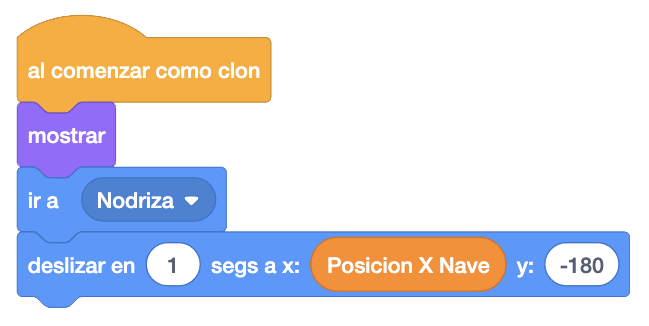 al comenzar como clon
mostrar
ir a Nodriza
deslizar en 1 segs a x: Posicion X Nave y: -180